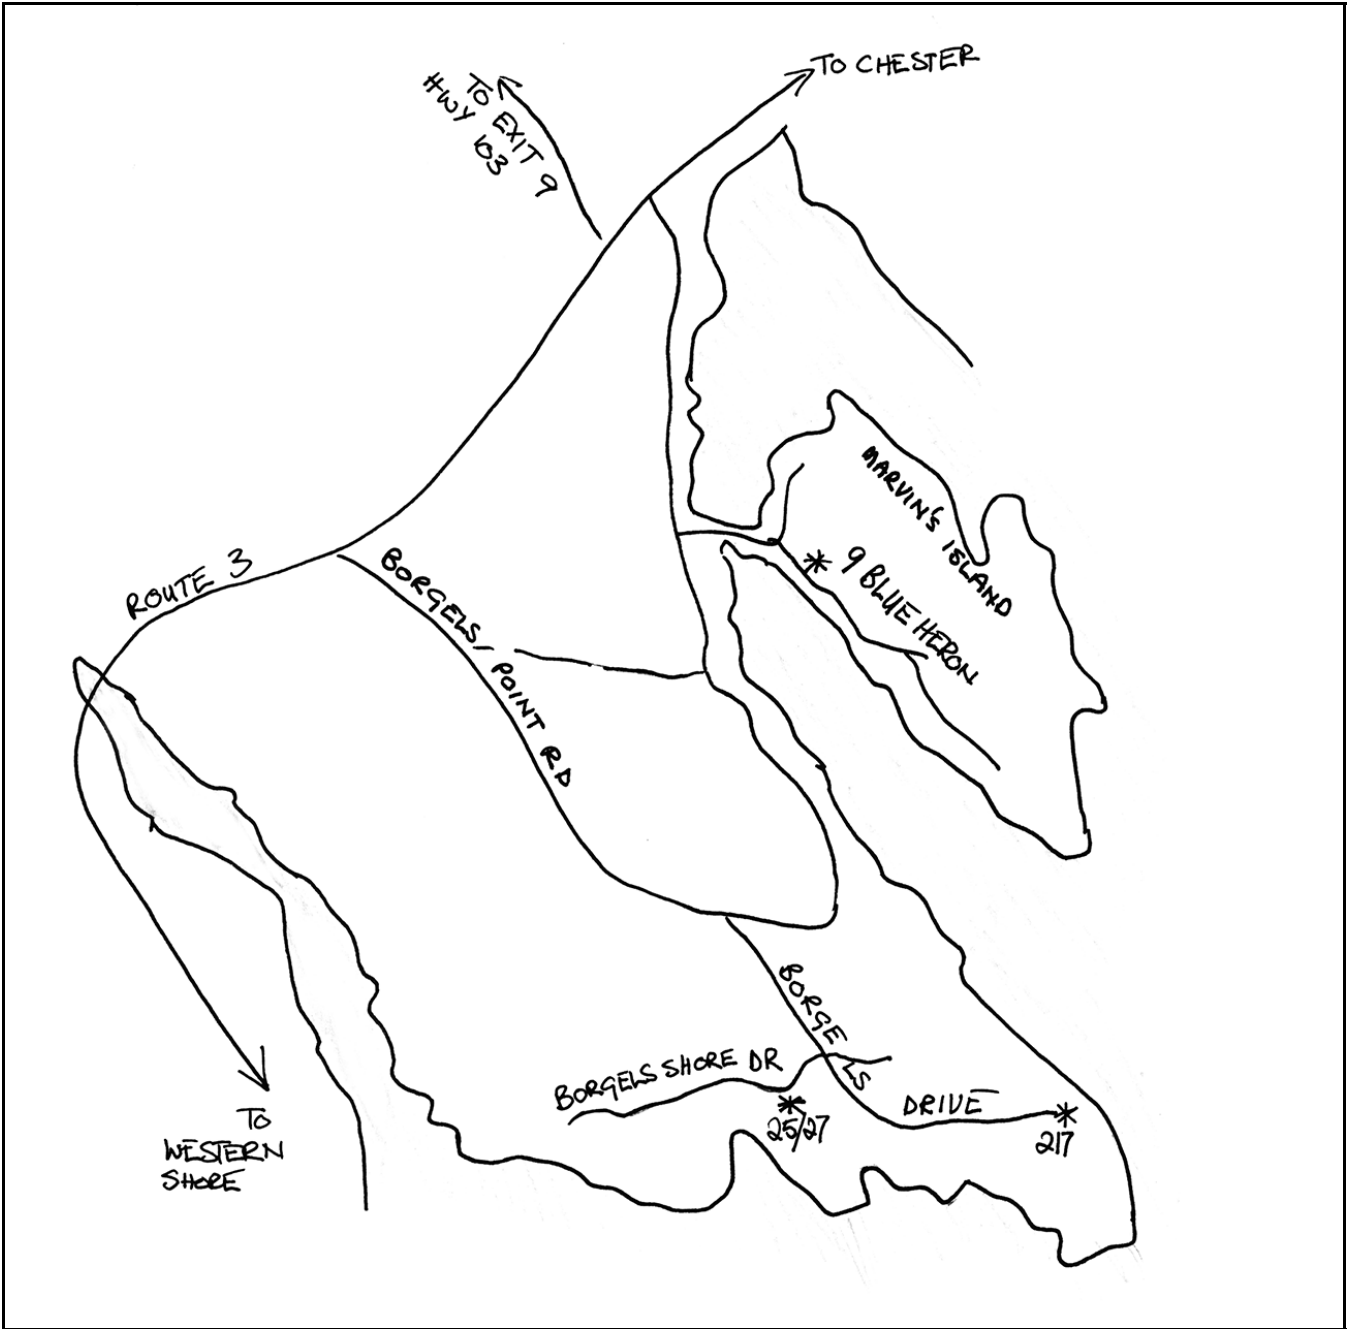 TO CHESTER
TO EXIT 9
HWY 103
MARVIN'S ISLAND
* 9 BLUE HERON
ROUTE 3
BORGELS POINT RD
BORGELS DRIVE
BORGELS SHORE DR
*
25/27
*
217
TO
WESTERN
SHORE